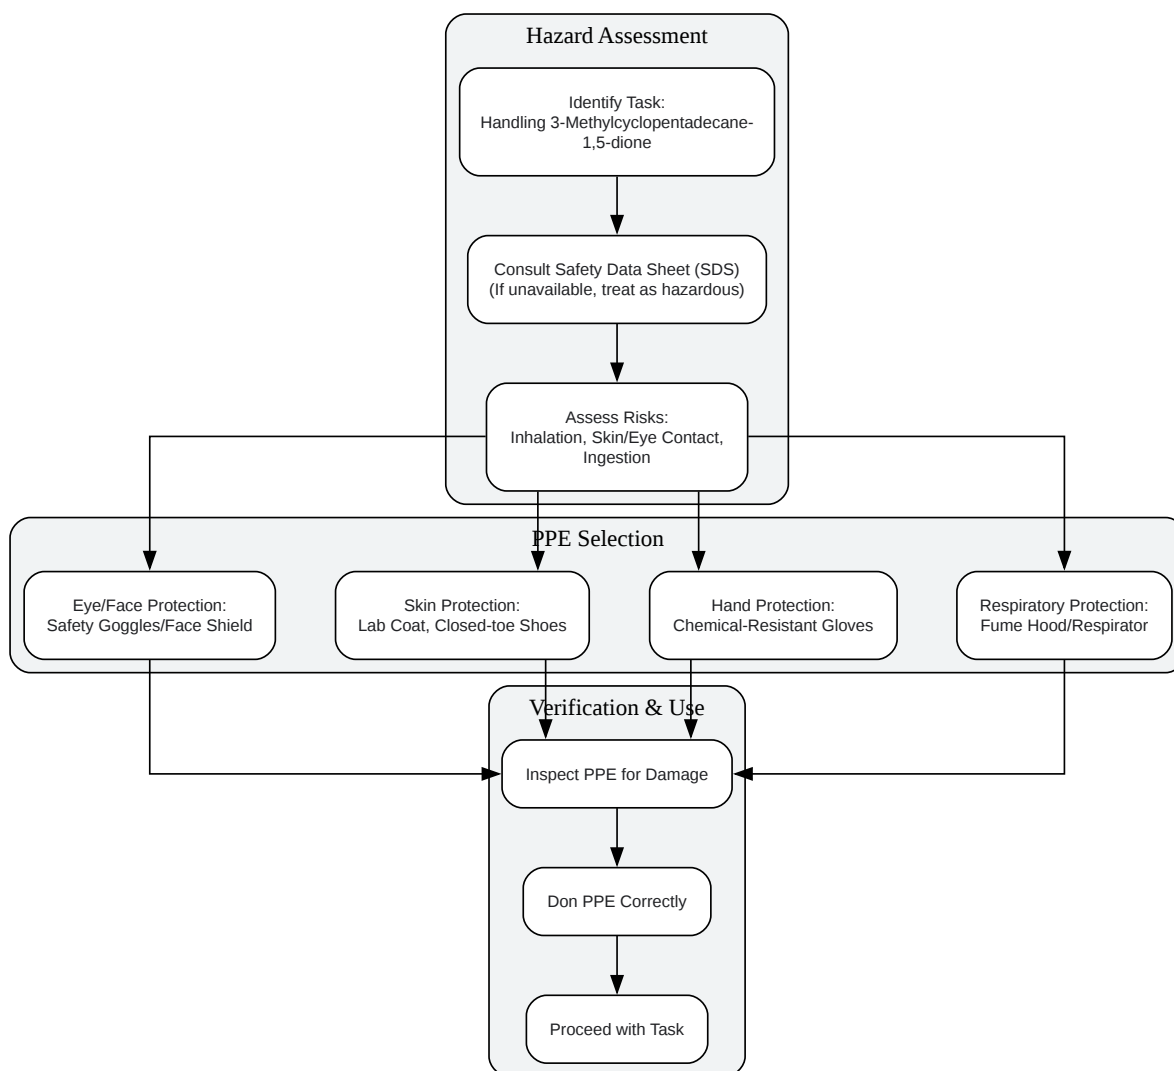 Hazard Assessment
Identify Task:
Handling 3-Methylcyclopentadecane-
1,5-dione
Consult Safety Data Sheet (SDS)
(If unavailable, treat as hazardous)
Assess Risks:
Inhalation, Skin/Eye Contact,
Ingestion
PPE Selection
Eye/Face Protection:
Safety Goggles/Face Shield
Skin Protection:
Lab Coat, Closed-toe Shoes
Hand Protection:
Chemical-Resistant Gloves
Respiratory Protection:
Fume Hood/Respirator
Verification & Use
Inspect PPE for Damage
Don PPE Correctly
Proceed with Task